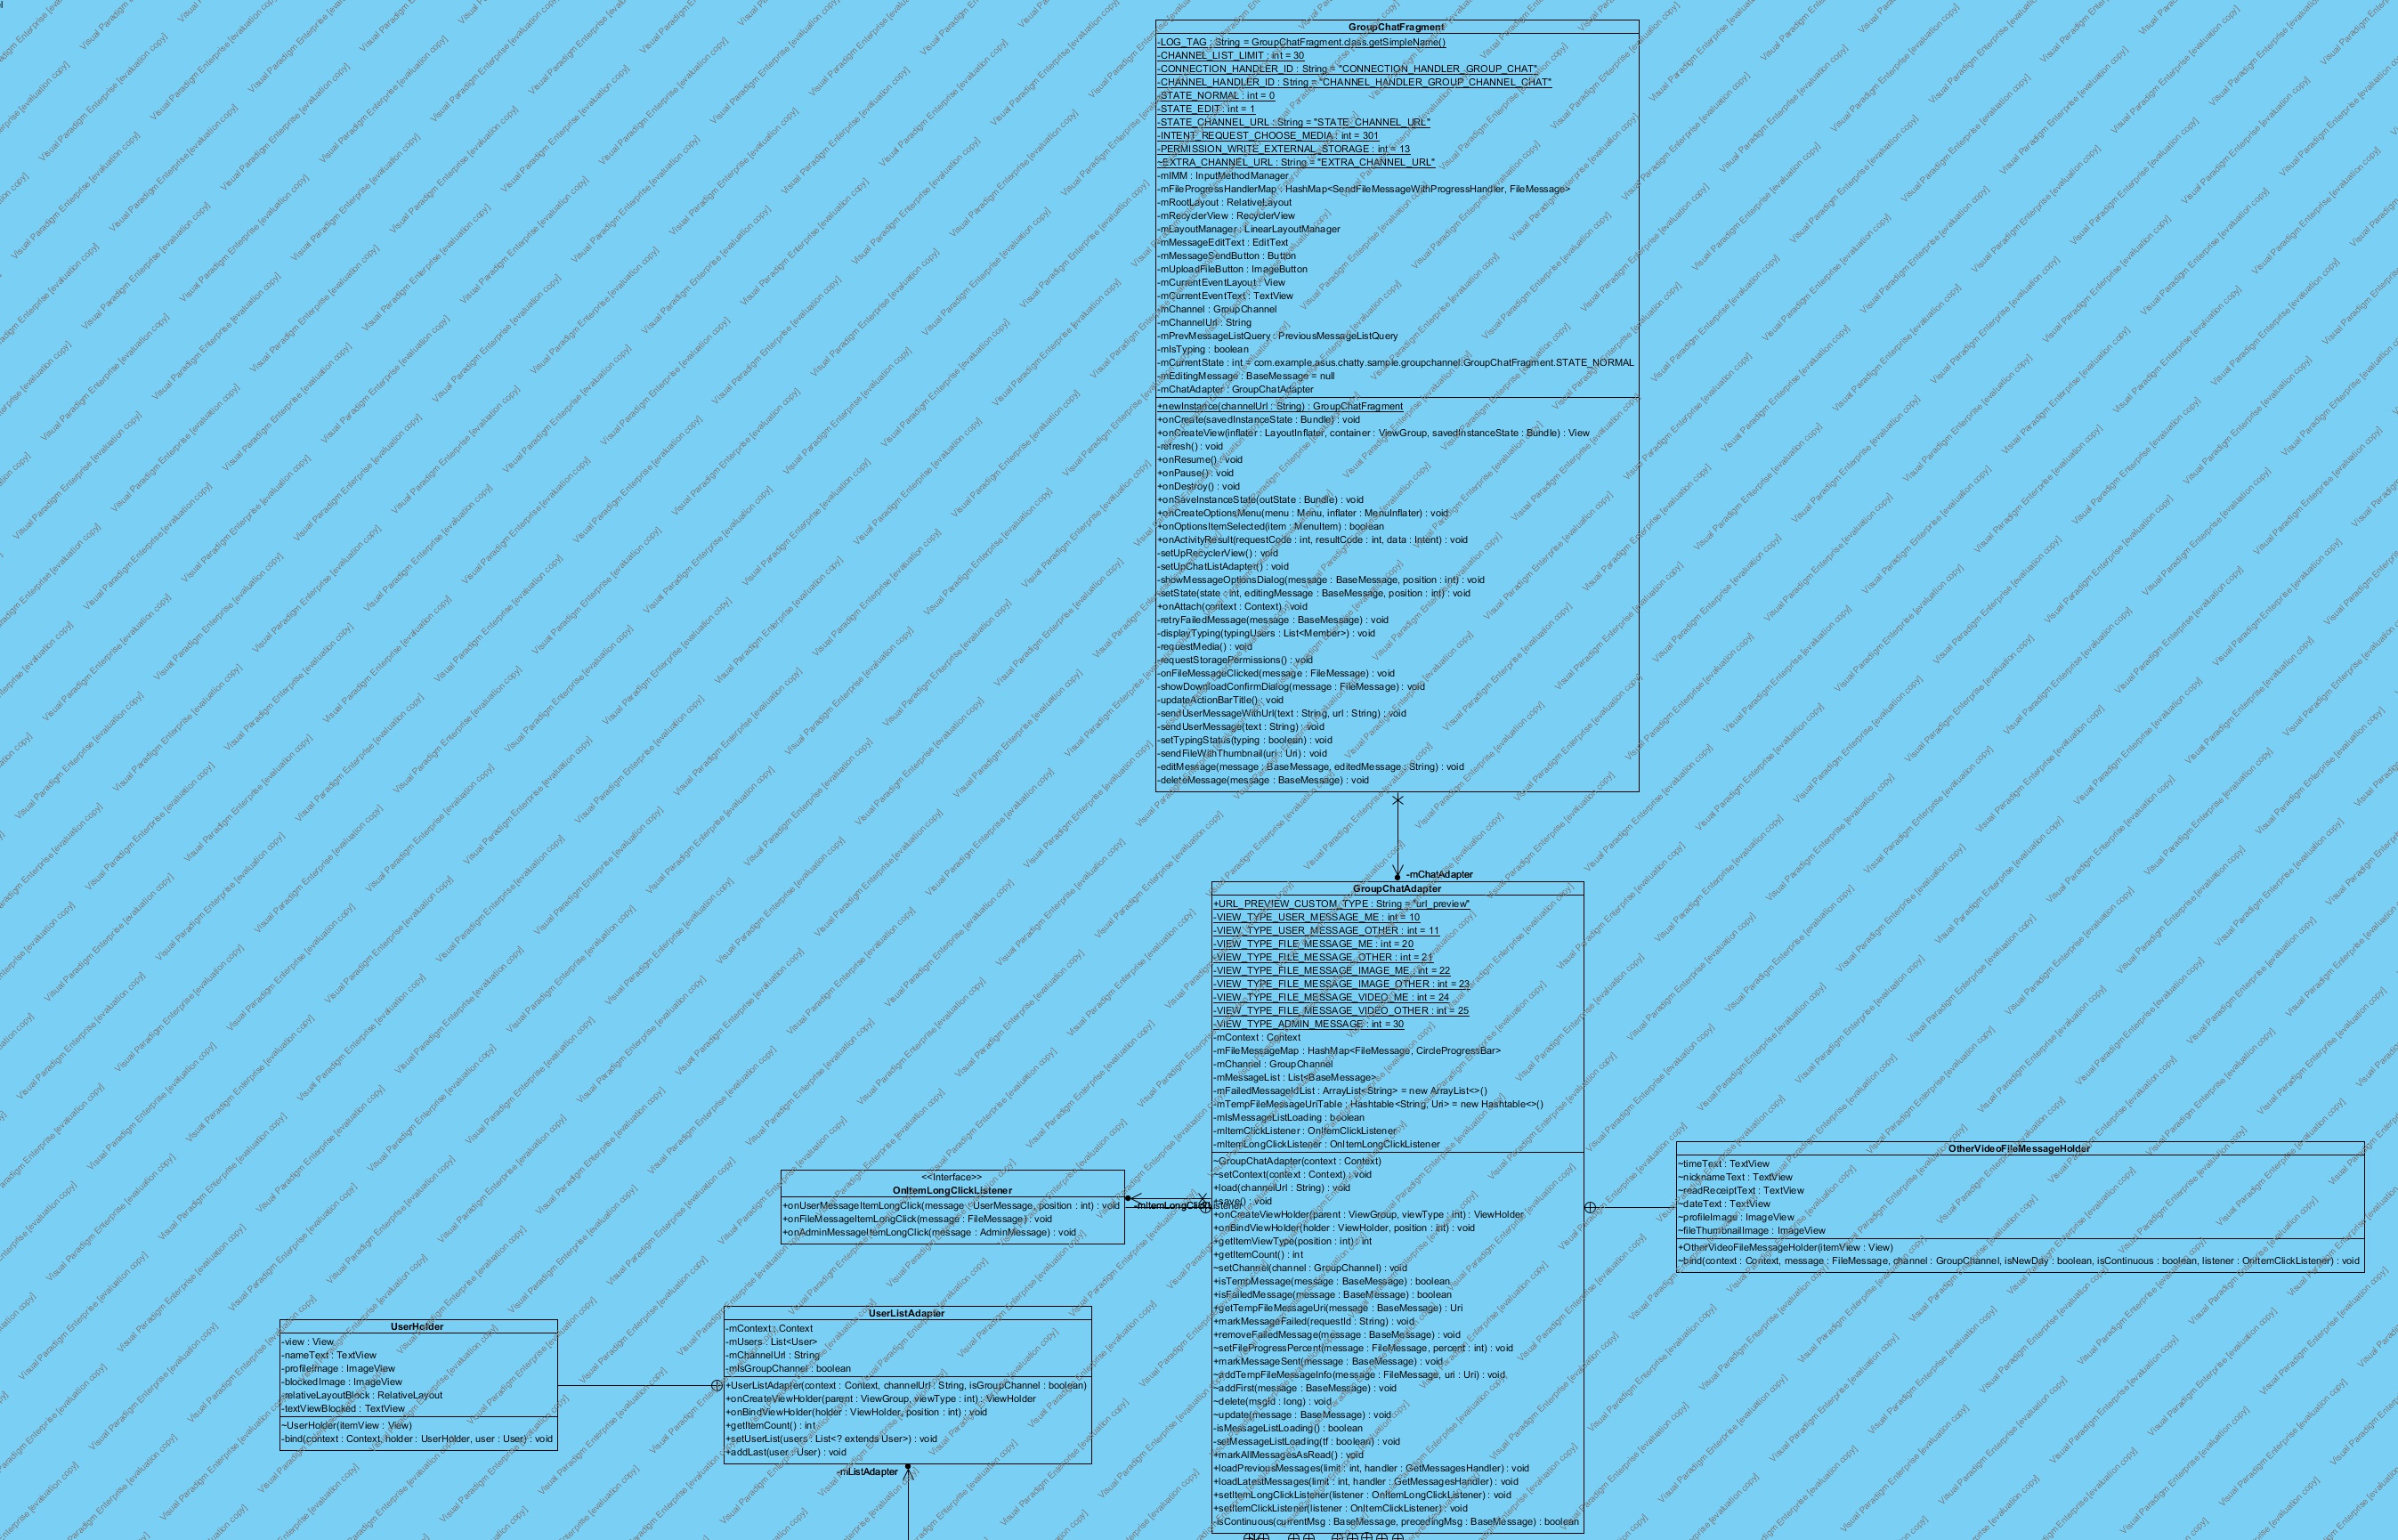 GroupChatFragment
-LOG_TAG : String = GroupChatFragment.class.getSimpleName()
-CHANNEL_LIST_LIMIT : int = 30
-CONNECTION_HANDLER_ID : String = "CONNECTION_HANDLER_GROUP_CHAT"
-CHANNEL_HANDLER_ID : String = "CHANNEL_HANDLER_GROUP_CHANNEL_CHAT"
-STATE_NORMAL : int = 0
-STATE_EDIT : int = 1
-STATE_CHANNEL_URL : String = "STATE_CHANNEL_URL"
-INTENT_REQUEST_CHOOSE_MEDIA : int = 301
-PERMISSION_WRITE_EXTERNAL_STORAGE : int = 13
~EXTRA_CHANNEL_URL : String = "EXTRA_CHANNEL_URL"
-mIMM : InputMethodManager
-mFileProgressHandlerMap : HashMap<SendFileMessageWithProgressHandler, FileMessage>
-mRootLayout : RelativeLayout
-mRecyclerView : RecyclerView
-mLayoutManager : LinearLayoutManager
-mMessageEditText : EditText
-mMessageSendButton : Button
-mUploadFileButton : ImageButton
-mCurrentEventLayout : View
-mCurrentEventText : TextView
-mChannel : GroupChannel
-mChannelUrl : String
-mPrevMessageListQuery : PreviousMessageListQuery
-mIsTyping : boolean
-mCurrentState : int = com.example.asus.chatty.sample.groupchannel.GroupChatFragment.STATE_NORMAL
-mEditingMessage : BaseMessage = null
-mChatAdapter : GroupChatAdapter
+newInstance(channelUrl : String) : GroupChatFragment
+onCreate(savedInstanceState : Bundle) : void
+onCreateView(inflater : LayoutInflater, container : ViewGroup, savedInstanceState : Bundle) : View
-refresh() : void
+onResume() : void
+onPause() : void
+onDestroy() : void
+onSaveInstanceState(outState : Bundle) : void
+onCreateOptionsMenu(menu : Menu, inflater : MenuInflater) : void
+onOptionsItemSelected(item : MenuItem) : boolean
+onActivityResult(requestCode : int, resultCode : int, data : Intent) : void
-setUpRecyclerView() : void
-setUpChatListAdapter() : void
-showMessageOptionsDialog(message : BaseMessage, position : int) : void
-setState(state : int, editingMessage : BaseMessage, position : int) : void
+onAttach(context : Context) : void
-retryFailedMessage(message : BaseMessage) : void
-displayTyping(typingUsers : List<Member>) : void
-requestMedia() : void
-requestStoragePermissions() : void
-onFileMessageClicked(message : FileMessage) : void
-showDownloadConfirmDialog(message : FileMessage) : void
-updateActionBarTitle() : void
-sendUserMessageWithUrl(text : String, url : String) : void
-sendUserMessage(text : String) : void
-setTypingStatus(typing : boolean) : void
-sendFileWithThumbnail(uri : Uri) : void
-editMessage(message : BaseMessage, editedMessage : String) : void
-deleteMessage(message : BaseMessage) : void
-mChatAdapter
GroupChatAdapter
+URL_PREVIEW_CUSTOM_TYPE : String = "url_preview"
-VIEW_TYPE_USER_MESSAGE_ME : int = 10
-VIEW_TYPE_USER_MESSAGE_OTHER : int = 11
-VIEW_TYPE_FILE_MESSAGE_ME : int = 20
-VIEW_TYPE_FILE_MESSAGE_OTHER : int = 21
-VIEW_TYPE_FILE_MESSAGE_IMAGE_ME : int = 22
-VIEW_TYPE_FILE_MESSAGE_IMAGE_OTHER : int = 23
-VIEW_TYPE_FILE_MESSAGE_VIDEO_ME : int = 24
-VIEW_TYPE_FILE_MESSAGE_VIDEO_OTHER : int = 25
-VIEW_TYPE_ADMIN_MESSAGE : int = 30
-mContext : Context
-mFileMessageMap : HashMap<FileMessage, CircleProgressBar>
-mChannel : GroupChannel
-mMessageList : List<BaseMessage>
-mFailedMessageIdList : ArrayList<String> = new ArrayList<>()
-mTempFileMessageUriTable : Hashtable<String, Uri> = new Hashtable<>()
-mIsMessageListLoading : boolean
-mItemClickListener : OnItemClickListener
-mItemLongClickListener : OnItemLongClickListener
~GroupChatAdapter(context : Context)
~setContext(context : Context) : void
+load(channelUrl : String) : void
+save() : void
+onCreateViewHolder(parent : ViewGroup, viewType : int) : ViewHolder
+onBindViewHolder(holder : ViewHolder, position : int) : void
+getItemViewType(position : int) : int
+getItemCount() : int
~setChannel(channel : GroupChannel) : void
+isTempMessage(message : BaseMessage) : boolean
+isFailedMessage(message : BaseMessage) : boolean
+getTempFileMessageUri(message : BaseMessage) : Uri
+markMessageFailed(requestId : String) : void
+removeFailedMessage(message : BaseMessage) : void
~setFileProgressPercent(message : FileMessage, percent : int) : void
+markMessageSent(message : BaseMessage) : void
~addTempFileMessageInfo(message : FileMessage, uri : Uri) : void
~addFirst(message : BaseMessage) : void
~delete(msgId : long) : void
~update(message : BaseMessage) : void
-isMessageListLoading() : boolean
-setMessageListLoading(tf : boolean) : void
+markAllMessagesAsRead() : void
+loadPreviousMessages(limit : int, handler : GetMessagesHandler) : void
+loadLatestMessages(limit : int, handler : GetMessagesHandler) : void
+setItemLongClickListener(listener : OnItemLongClickListener) : void
+setItemClickListener(listener : OnItemClickListener) : void
-isContinuous(currentMsg : BaseMessage, precedingMsg : BaseMessage) : boolean
OtherVideoFileMessageHolder
~timeText : TextView
~nicknameText : TextView
~readReceiptText : TextView
~dateText : TextView
~profileImage : ImageView
~fileThumbnailImage : ImageView
+OtherVideoFileMessageHolder(itemView : View)
~bind(context : Context, message : FileMessage, channel : GroupChannel, isNewDay : boolean, isContinuous : boolean, listener : OnItemClickListener) : void
<<Interface>>
OnItemLongClickListener
+onUserMessageItemLongClick(message : UserMessage, position : int) : void
+onFileMessageItemLongClick(message : FileMessage) : void
+onAdminMessageItemLongClick(message : AdminMessage) : void
-mItemLongClickListener
UserHolder
-view : View
-nameText : TextView
-profileImage : ImageView
-blockedImage : ImageView
-relativeLayoutBlock : RelativeLayout
-textViewBlocked : TextView
~UserHolder(itemView : View)
-bind(context : Context, holder : UserHolder, user : User) : void
UserListAdapter
-mContext : Context
-mUsers : List<User>
-mChannelUrl : String
-mIsGroupChannel : boolean
+UserListAdapter(context : Context, channelUrl : String, isGroupChannel : boolean)
+onCreateViewHolder(parent : ViewGroup, viewType : int) : ViewHolder
+onBindViewHolder(holder : ViewHolder, position : int) : void
+getItemCount() : int
+setUserList(users : List<? extends User>) : void
+addLast(user : User) : void
-mListAdapter
Visual Paradigm Enterprise [evaluation copy]